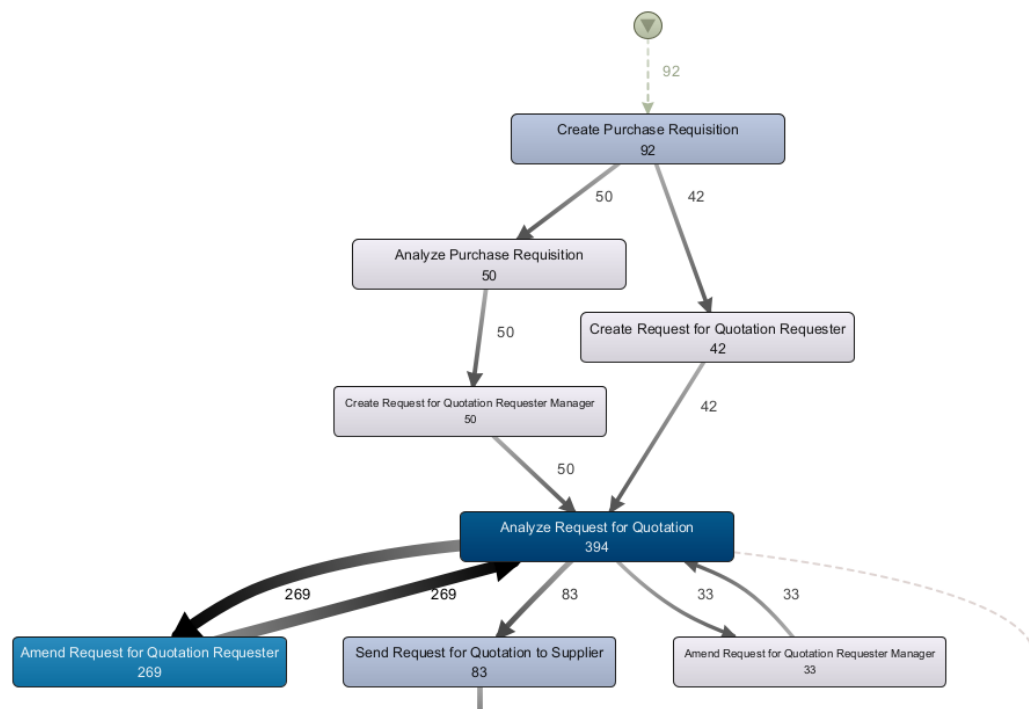 92
Create Purchase Requisition
92
50
42
Analyze Purchase Requisition
50
Create Request for Quotation Requester
42
50
Create Request for Quotation Requester Manager
50
42
50
Analyze Request for Quotation
394
269
269
83
33
33
Amend Request for Quotation Requester
269
Send Request for Quotation to Supplier
83
Amend Request for Quotation Requester Manager
33